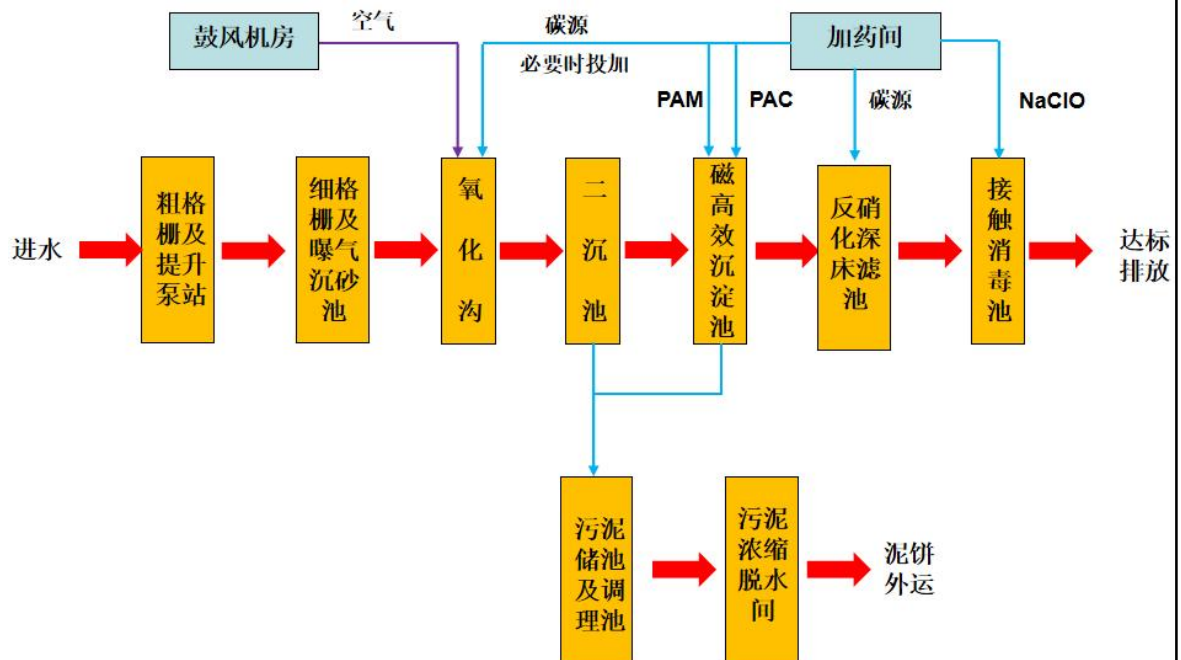 鼓风机房
空气
碳源
必要时投加
加药间
PAM
PAC
碳源
NaClO
进水
粗格
栅及
提升
泵站
细格
栅及
曝气
沉砂
池
氧
化
沟
二
沉
池
磁
高
效
沉
淀
池
反硝
化深
床滤
池
接
触
消
毒
池
达标
排放
污泥
储池
及调
理池
污泥
浓缩
脱水
间
泥饼
外运